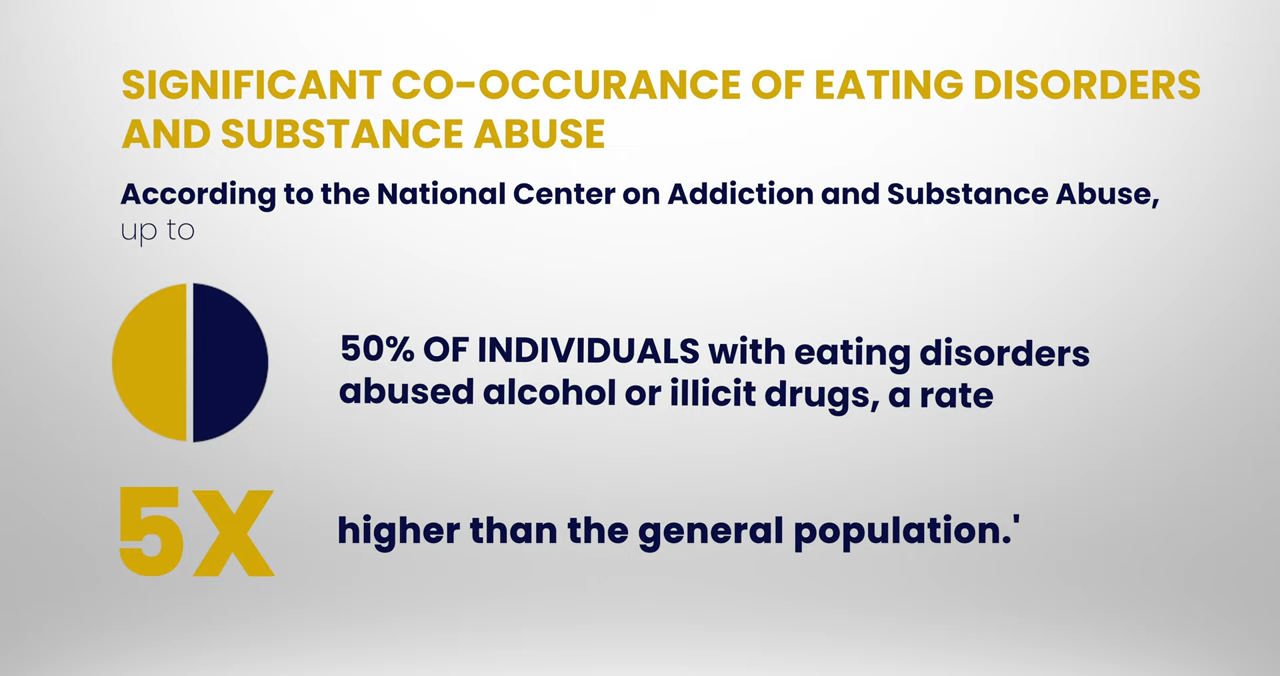 SIGNIFICANT CO-OCCURANCE OF EATING DISORDERS
AND SUBSTANCE ABUSE
According to the National Center on Addiction and Substance Abuse,
up to
50% OF INDIVIDUALS with eating disorders
abused alcohol or illicit drugs, a rate
5X
higher than the general population.'